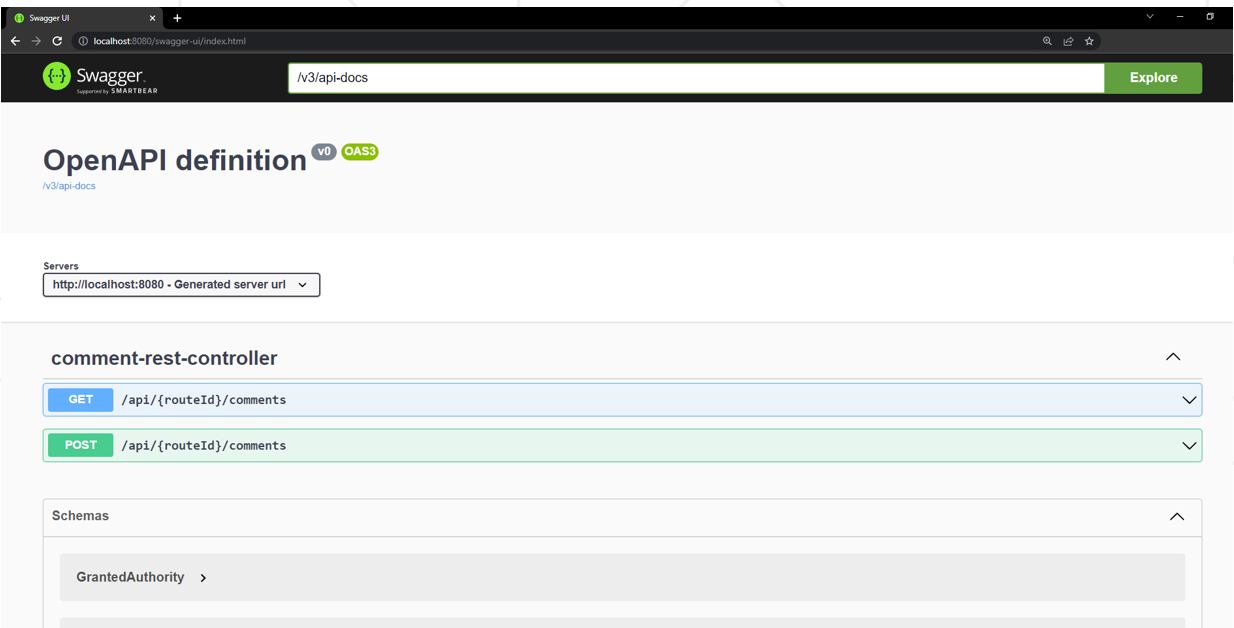 Swagger UI
localhost:8080/swagger-ui/index.html
Swagger.
Supported by SMARTBEAR
/v3/api-docs
Explore
OpenAPI definition v0 OAS3
/v3/api-docs
Servers
http://localhost:8080 - Generated server url
comment-rest-controller
GET /api/{routeId}/comments
POST /api/{routeId}/comments
Schemas
GrantedAuthority